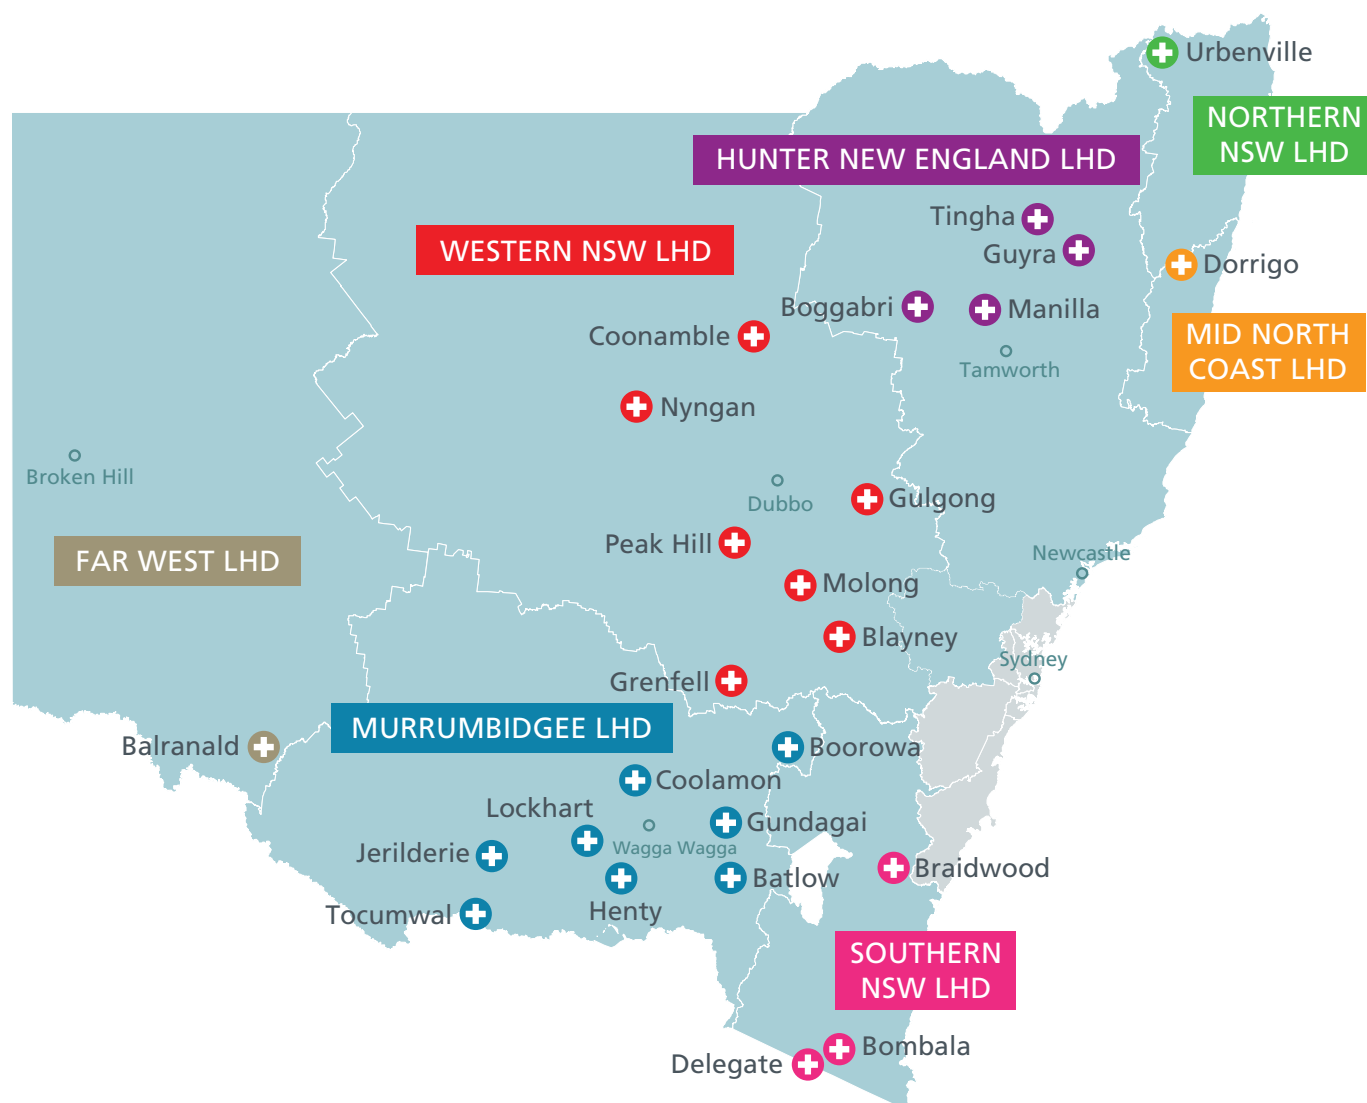 Urbenville
NORTHERN
NSW LHD
HUNTER NEW ENGLAND LHD
Tingha
WESTERN NSW LHD
Guyra
Dorrigo
Boggabri
Manilla
MID NORTH
COAST LHD
Coonamble
Tamworth
Nyngan
Broken Hill
Dubbo
Gulgong
Peak Hill
Newcastle
FAR WEST LHD
Molong
Blayney
Sydney
Grenfell
MURRUMBIDGEE LHD
Balranald
Boorowa
Coolamon
Lockhart
Gundagai
Jerilderie
Wagga Wagga
Braidwood
Batlow
Henty
Tocumwal
SOUTHERN
NSW LHD
Bombala
Delegate